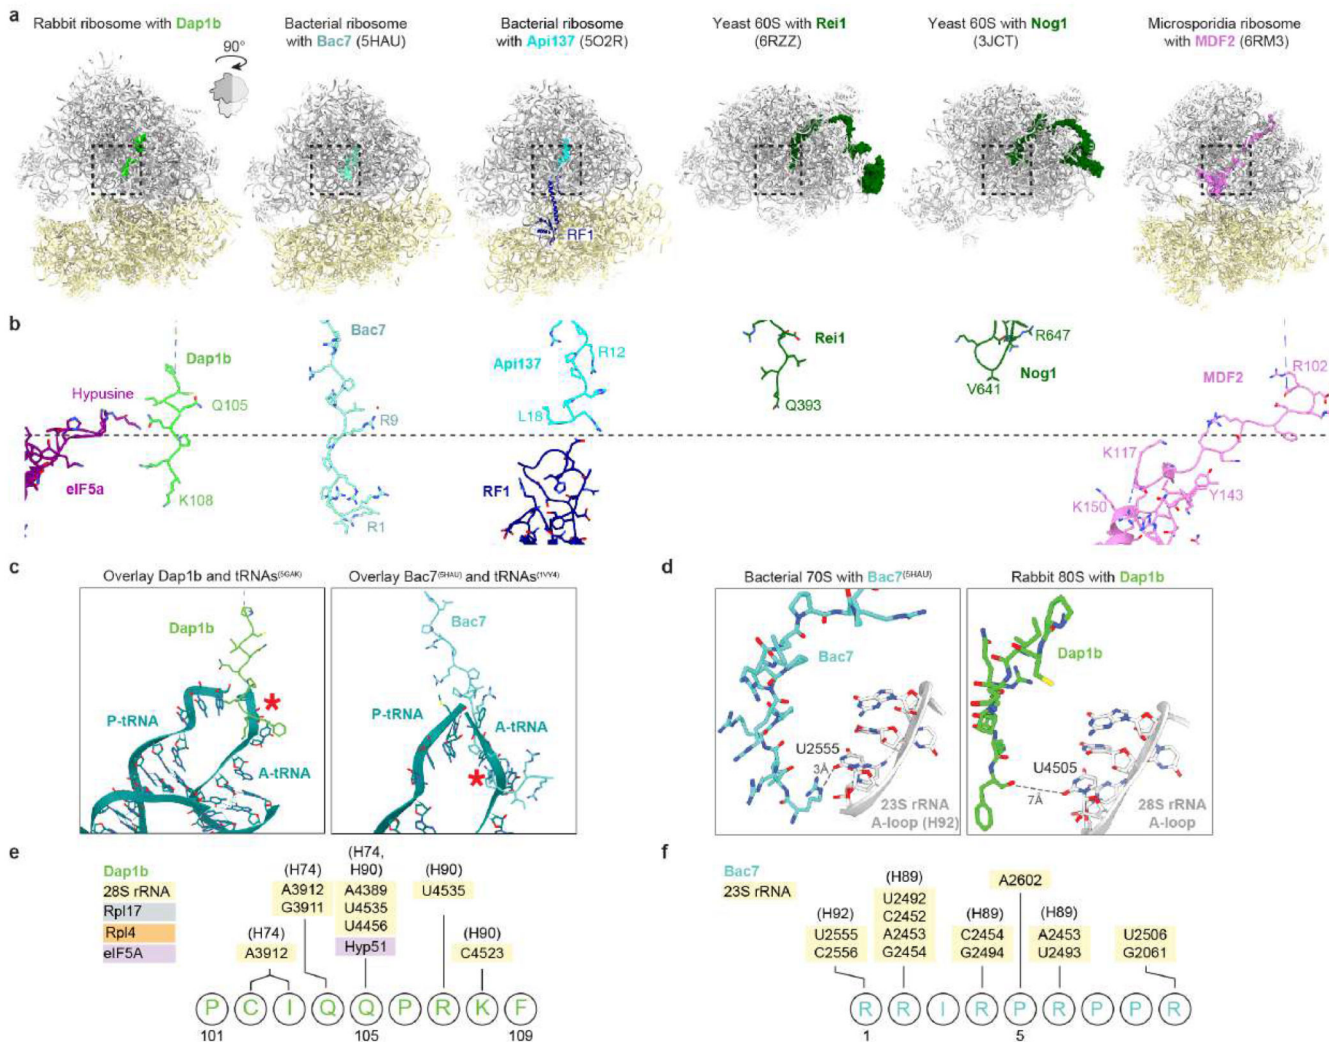 a
Rabbit ribosome with Dap1b
90°
Bacterial ribosome
with Bac7 (5HAU)
Bacterial ribosome
with Api137 (5O2R)
RF1
Yeast 60S with Rei1
(6RZZ)
Yeast 60S with Nog1
(3JCT)
Microsporidia ribosome
with MDF2 (6RM3)
b
Dap1b
Hypusine
Q105
eIF5a
K108
Bac7
R9
R1
Api137
R12
L18
RF1
Rei1
Q393
R647
V641
Nog1
MDF2
R102
K117
K150
Y143
c
Overlay Dap1b and tRNAs(5GAK)
Dap1b
*
P-tRNA
A-tRNA
Overlay Bac7(5HAU) and tRNAs(1VY4)
Bac7
P-tRNA
A-tRNA
*
d
Bacterial 70S with Bac7(5HAU)
Bac7
U2555
3Å
23S rRNA
A-loop (H92)
Rabbit 80S with Dap1b
Dap1b
U4505
7Å
28S rRNA
A-loop
e
Dap1b
28S rRNA
Rpl17
Rpl4
eIF5A
(H74)
A3912
(H74)
A3912
G3911
(H74,
H90)
A4389
U4535
U4456
Hyp51
(H90)
U4535
(H90)
C4523
P C I Q Q P R K F
101 105 109
f
Bac7
23S rRNA
(H92)
U2555
C2556
(H89)
U2492
C2452
A2453
G2454
(H89)
C2454
G2494
A2602
(H89)
A2453
U2493
U2506
G2061
R R I R P R P P R
1 5